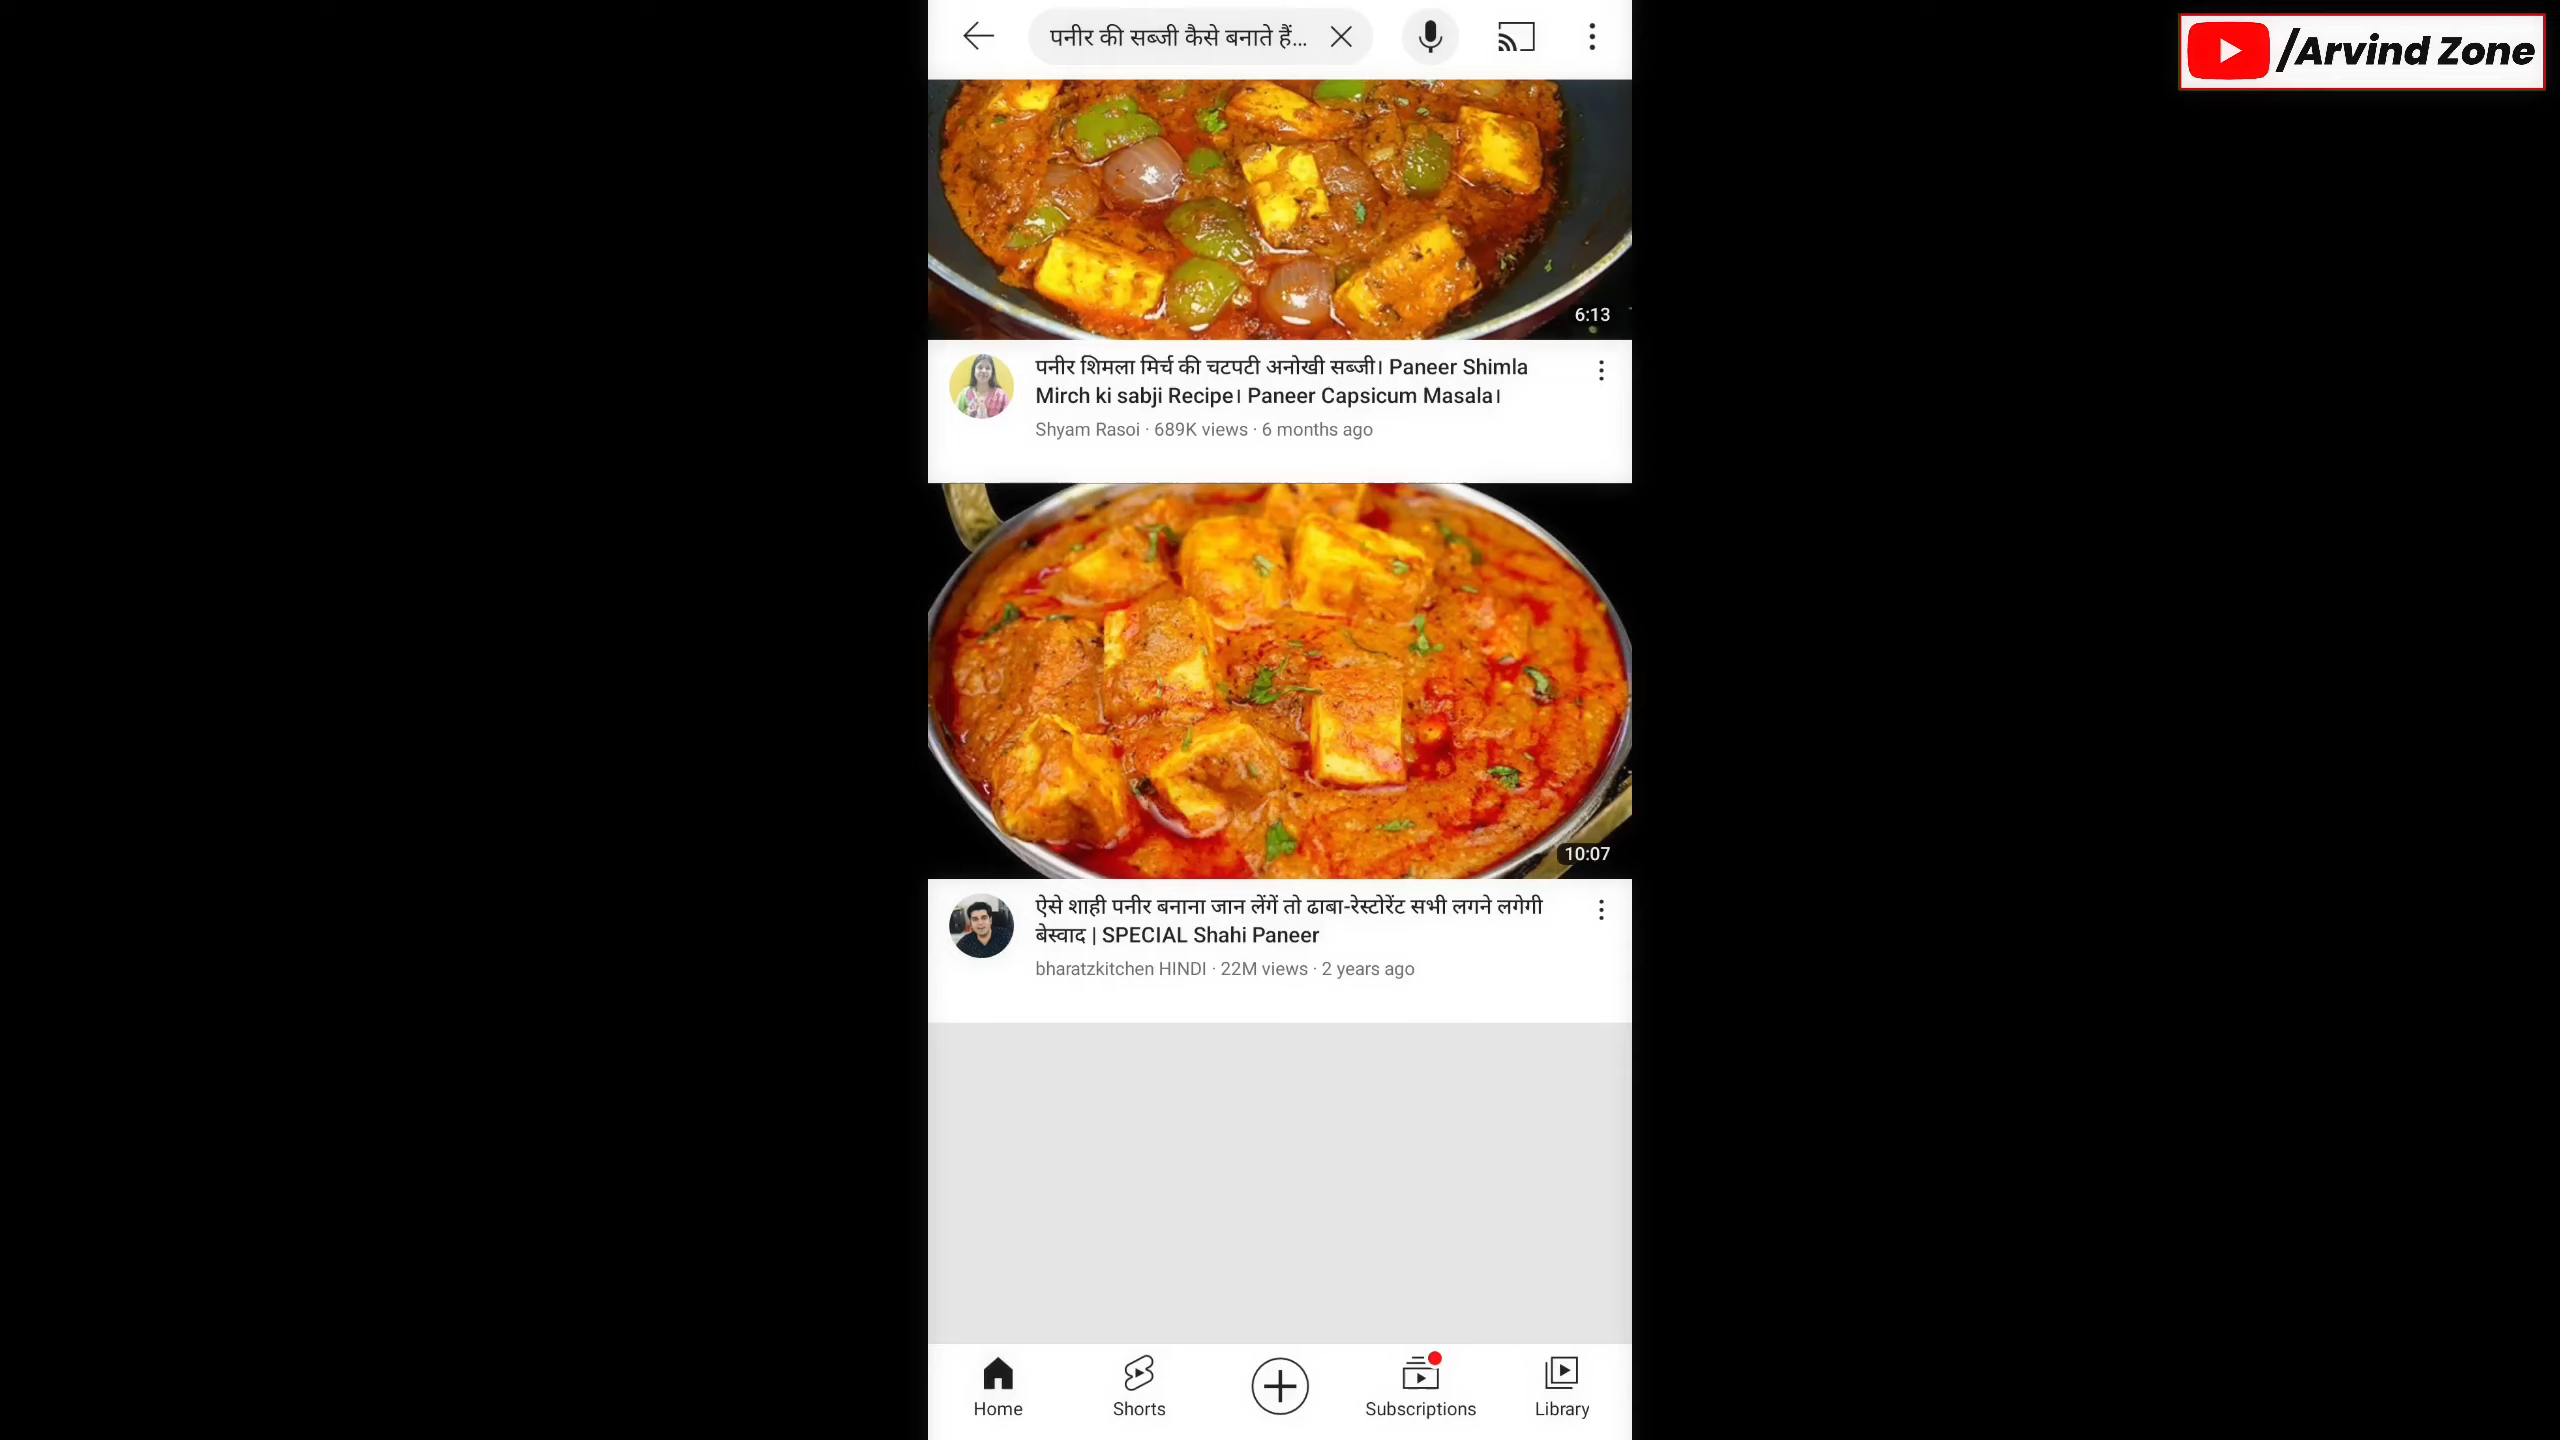 पनीर की सब्जी कैसे बनाते हैं...
/Arvind Zone
6:13
पनीर शिमला मिर्च की चटपटी अनोखी सब्जी। Paneer Shimla
Mirch ki sabji Recipe। Paneer Capsicum Masala।
Shyam Rasoi · 689K views · 6 months ago
10:07
ऐसे शाही पनीर बनाना जान लेंगें तो ढाबा-रेस्टोरेंट सभी लगने लगेगी
बेस्वाद | SPECIAL Shahi Paneer
bharatzkitchen HINDI · 22M views · 2 years ago
Home
Shorts
Subscriptions
Library